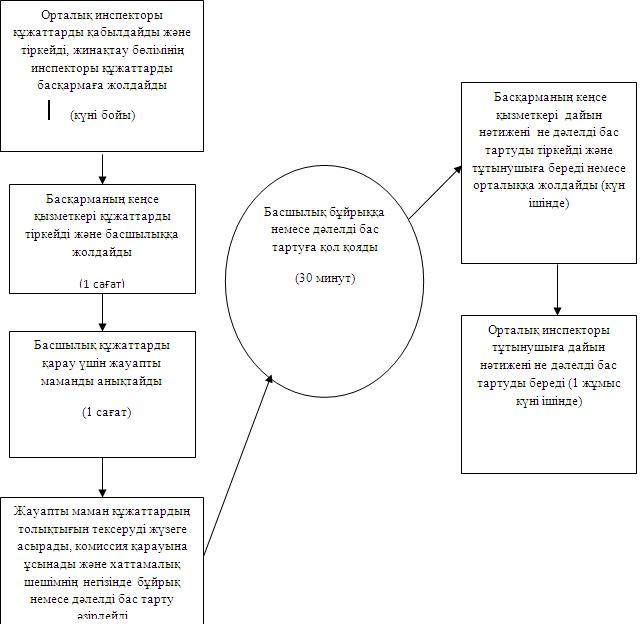 Орталық инспекторы
құжаттарды қабылдайды және
тіркейді, жинақтау бөлімінің
инспекторы құжаттарды
басқармаға жолдайды
(күні бойы)
Басқарманың кеңсе
қызметкері құжаттарды
тіркейді және басшылыққа
жолдайды
(1 сағат)
Басшылық құжаттарды
қарау үшін жауапты
маманды анықтайды
(1 сағат)
Жауапты маман құжаттардың
толықтығын тексеруді жүзеге
асырады, комиссия қарауына
ұсынады және хаттамалық
шешімнің негізінде бұйрық
немесе дәлелді бас тарту
әзірлейді
Басшылық бұйрыққа
немесе дәлелді бас
тартуға қол қояды
(30 минут)
Басқарманың кеңсе
қызметкері дайын
нәтижені не дәлелді бас
тартуды тіркейді және
тұтынушыға береді немесе
орталыққа жолдайды (күн
ішінде)
Орталық инспекторы
тұтынушыға дайын
нәтижені не дәлелді бас
тартуды береді (1 жұмыс
күні ішінде)